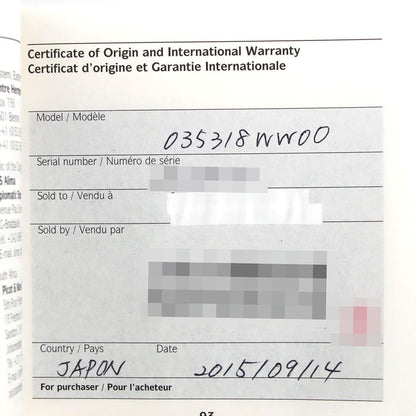 Certificate of Origin and International Warranty
Certificat d'origine et Garantie Internationale
Model / Modèle
035318WW00
Serial number / Numéro de série
Sold to / Vendu à
Sold by / Vendu par
Country / Pays Date
JAPON 2015/09/14
For purchaser / Pour l'acheteur